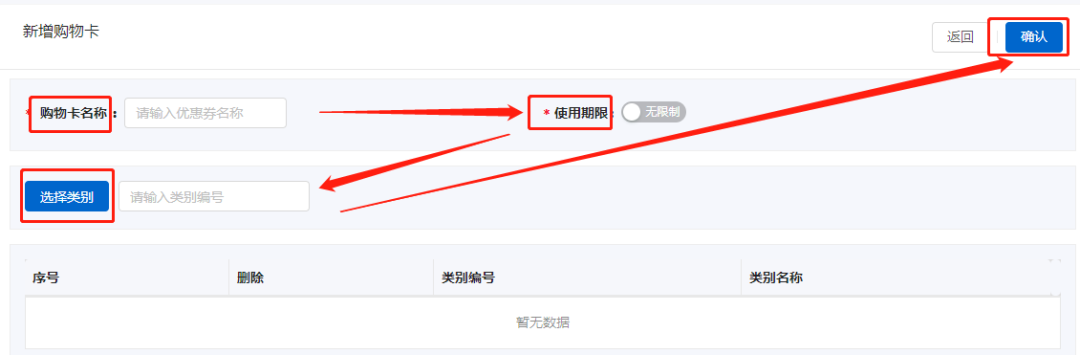 新增购物卡
返回 确认
* 购物卡名称: 请输入优惠券名称 * 使用期限: 无限制
选择类别 请输入类别编号
序号 删除 类别编号 类别名称
暂无数据